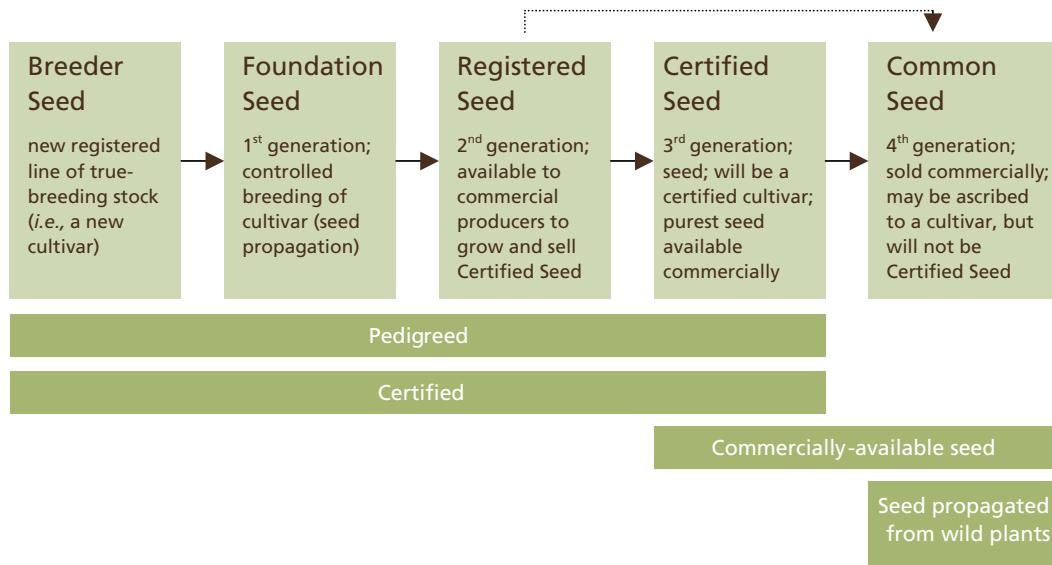 Breeder
Seed
new registered
line of true-
breeding stock
(i.e., a new
cultivar)
Foundation
Seed
1st generation;
controlled
breeding of
cultivar (seed
propagation)
Registered
Seed
2nd generation;
available to
commercial
producers to
grow and sell
Certified Seed
Certified
Seed
3rd generation;
seed; will be a
certified cultivar;
purest seed
available
commercially
Common
Seed
4th generation;
sold commercially;
may be ascribed
to a cultivar, but
will not be
Certified Seed
Pedigreed
Certified
Commercially-available seed
Seed propagated
from wild plants